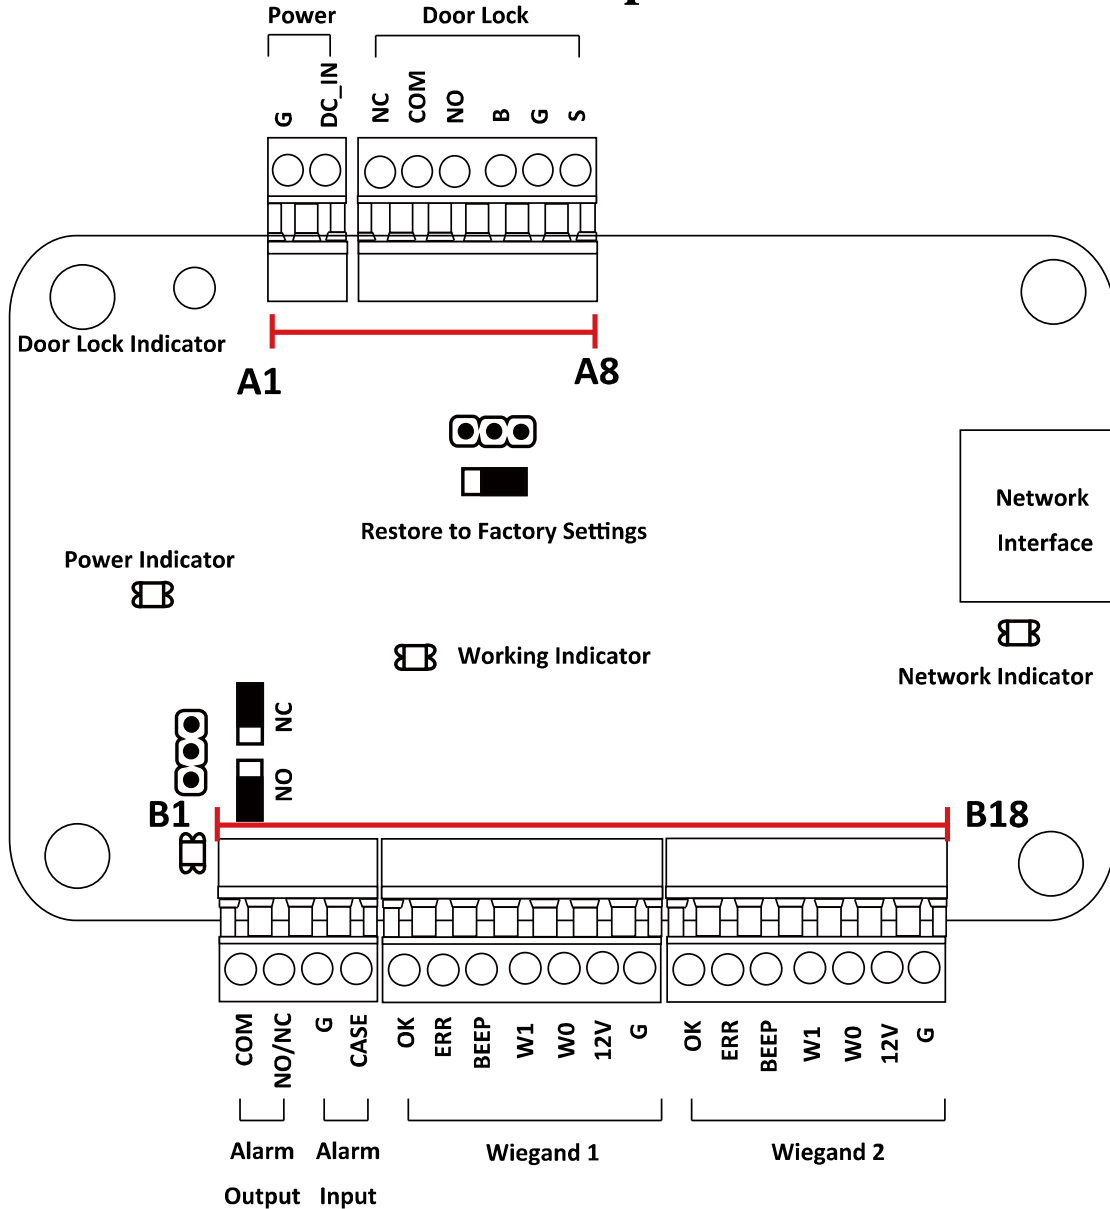 Power
Door Lock
G
DC_IN
NC
COM
NO
B
G
S
Door Lock Indicator
A1
A8
Restore to Factory Settings
Network
Interface
Power Indicator
Working Indicator
Network Indicator
NC
NO
B1
B18
COM
NO/NC
G
CASE
OK
ERR
BEEP
W1
W0
12V
G
OK
ERR
BEEP
W1
W0
12V
G
Alarm
Output
Alarm
Input
Wiegand 1
Wiegand 2